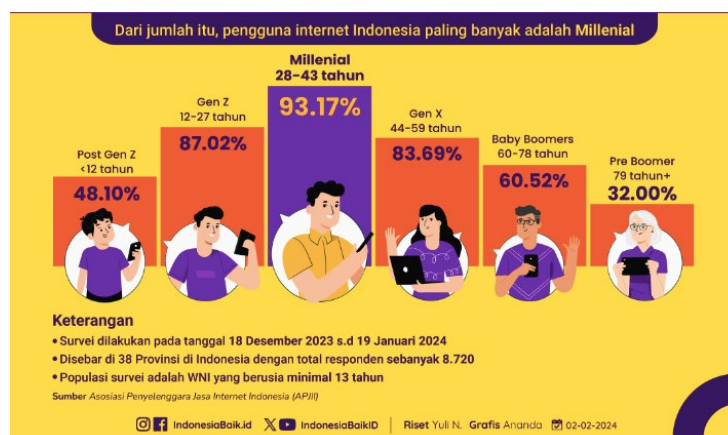 Dari jumlah itu, pengguna internet Indonesia paling banyak adalah Millenial
Millenial
28-43 tahun
93.17%
Gen Z
12-27 tahun
87.02%
Gen X
44-59 tahun
83.69%
Post Gen Z
<12 tahun
48.10%
Baby Boomers
60-78 tahun
60.52%
Pre Boomer
79 tahun+
32.00%
Keterangan
• Survei dilakukan pada tanggal 18 Desember 2023 s.d 19 Januari 2024
• Disebar di 38 Provinsi di Indonesia dengan total responden sebanyak 8.720
• Populasi survei adalah WNI yang berusia minimal 13 tahun
Sumber Asosiasi Penyelenggara Jasa Internet Indonesia (APJII)
IndonesiaBaik.id IndonesiaBaikID | Riset Yuli N. Grafis Ananda 02-02-2024